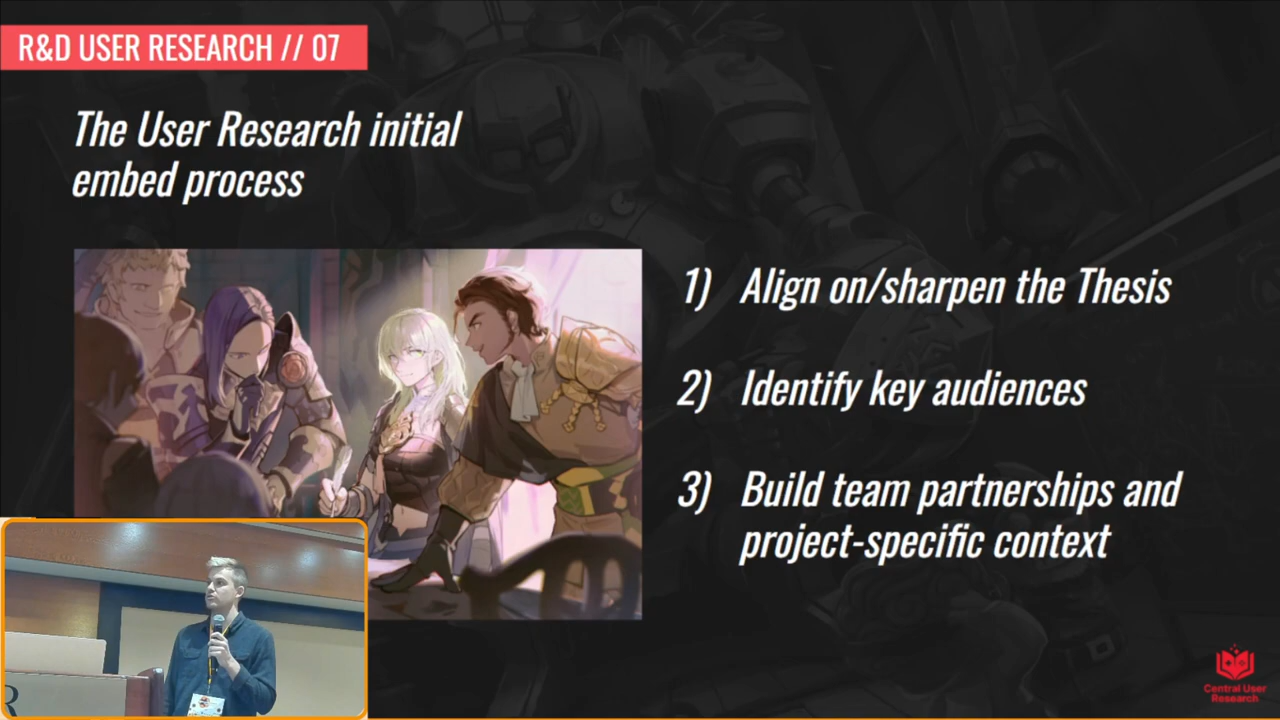 R&D USER RESEARCH // 07
The User Research initial
embed process
1) Align on/sharpen the Thesis
2) Identify key audiences
3) Build team partnerships and
project-specific context
R
Central User
Research